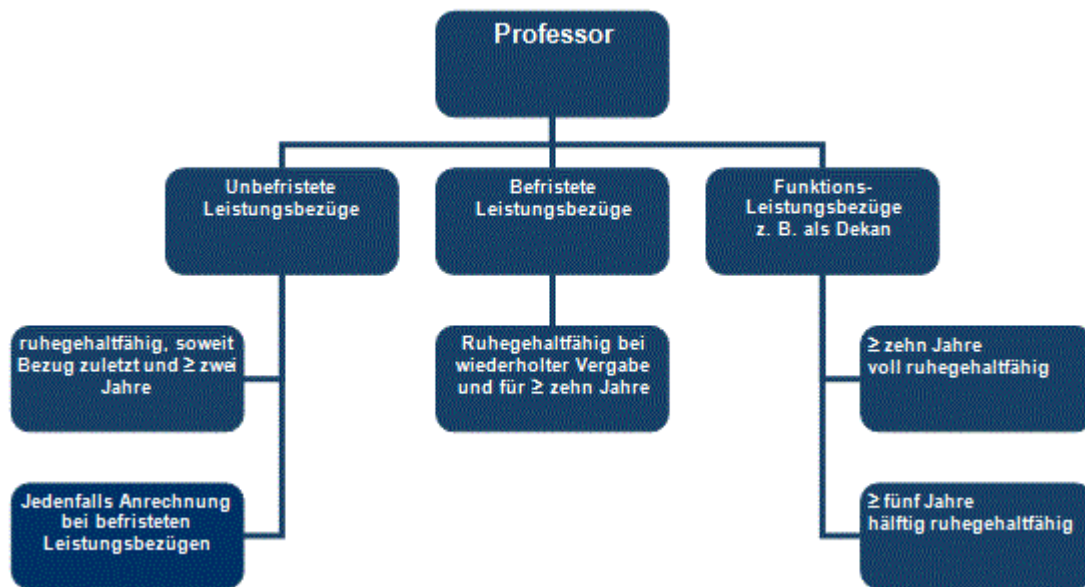 Professor
Unbefristete
Leistungsbezüge
Befristete
Leistungsbezüge
Funktions-
Leistungsbezüge
z. B. als Dekan
ruhegehaltfähig, soweit
Bezug zuletzt und ≥ zwei
Jahre
Ruhegehaltfähig bei
wiederholter Vergabe
und für ≥ zehn Jahre
≥ zehn Jahre
voll ruhegehaltfähig
Jedenfalls Anrechnung
bei befristeten
Leistungsbezügen
≥ fünf Jahre
hälftig ruhegehaltfähig